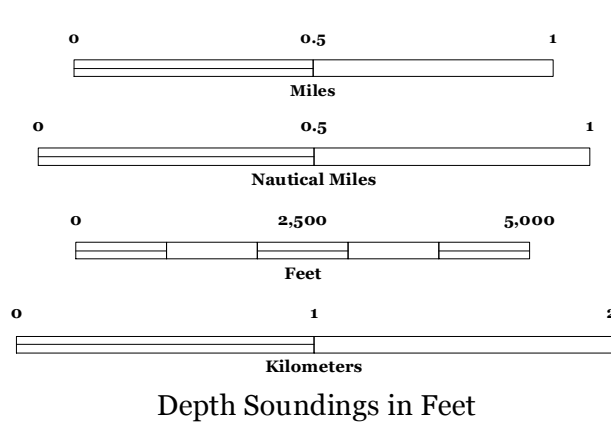 0 0.5 1
Miles
0 0.5 1
Nautical Miles
0 2,500 5,000
Feet
0 1 2
Kilometers
Depth Soundings in Feet